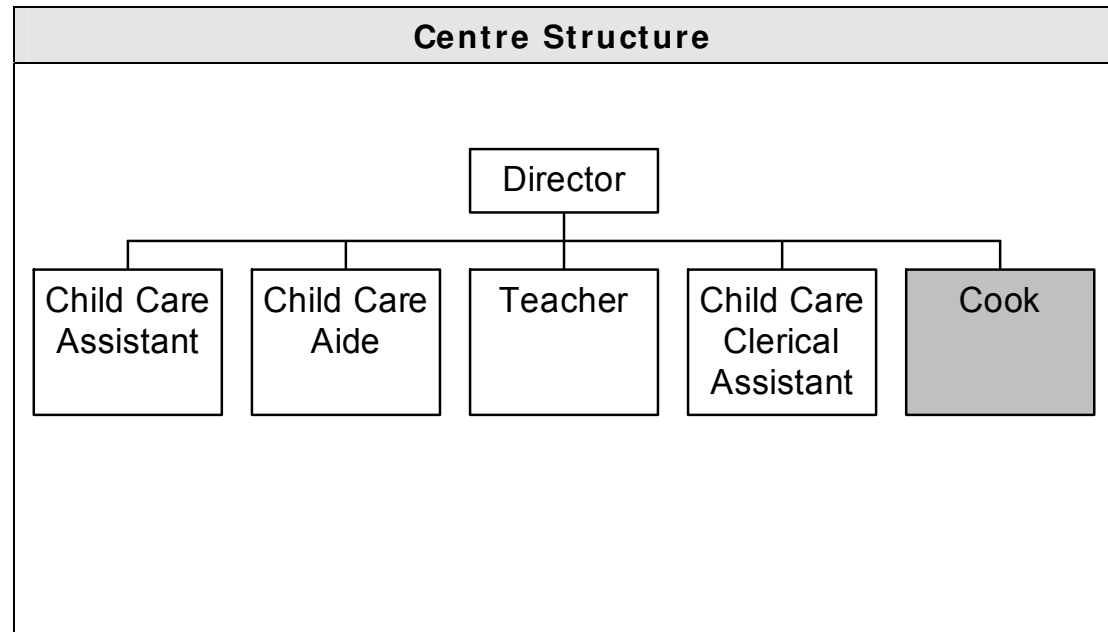 Centre Structure
Director
Child Care
Assistant
Child Care
Aide
Teacher
Child Care
Clerical
Assistant
Cook